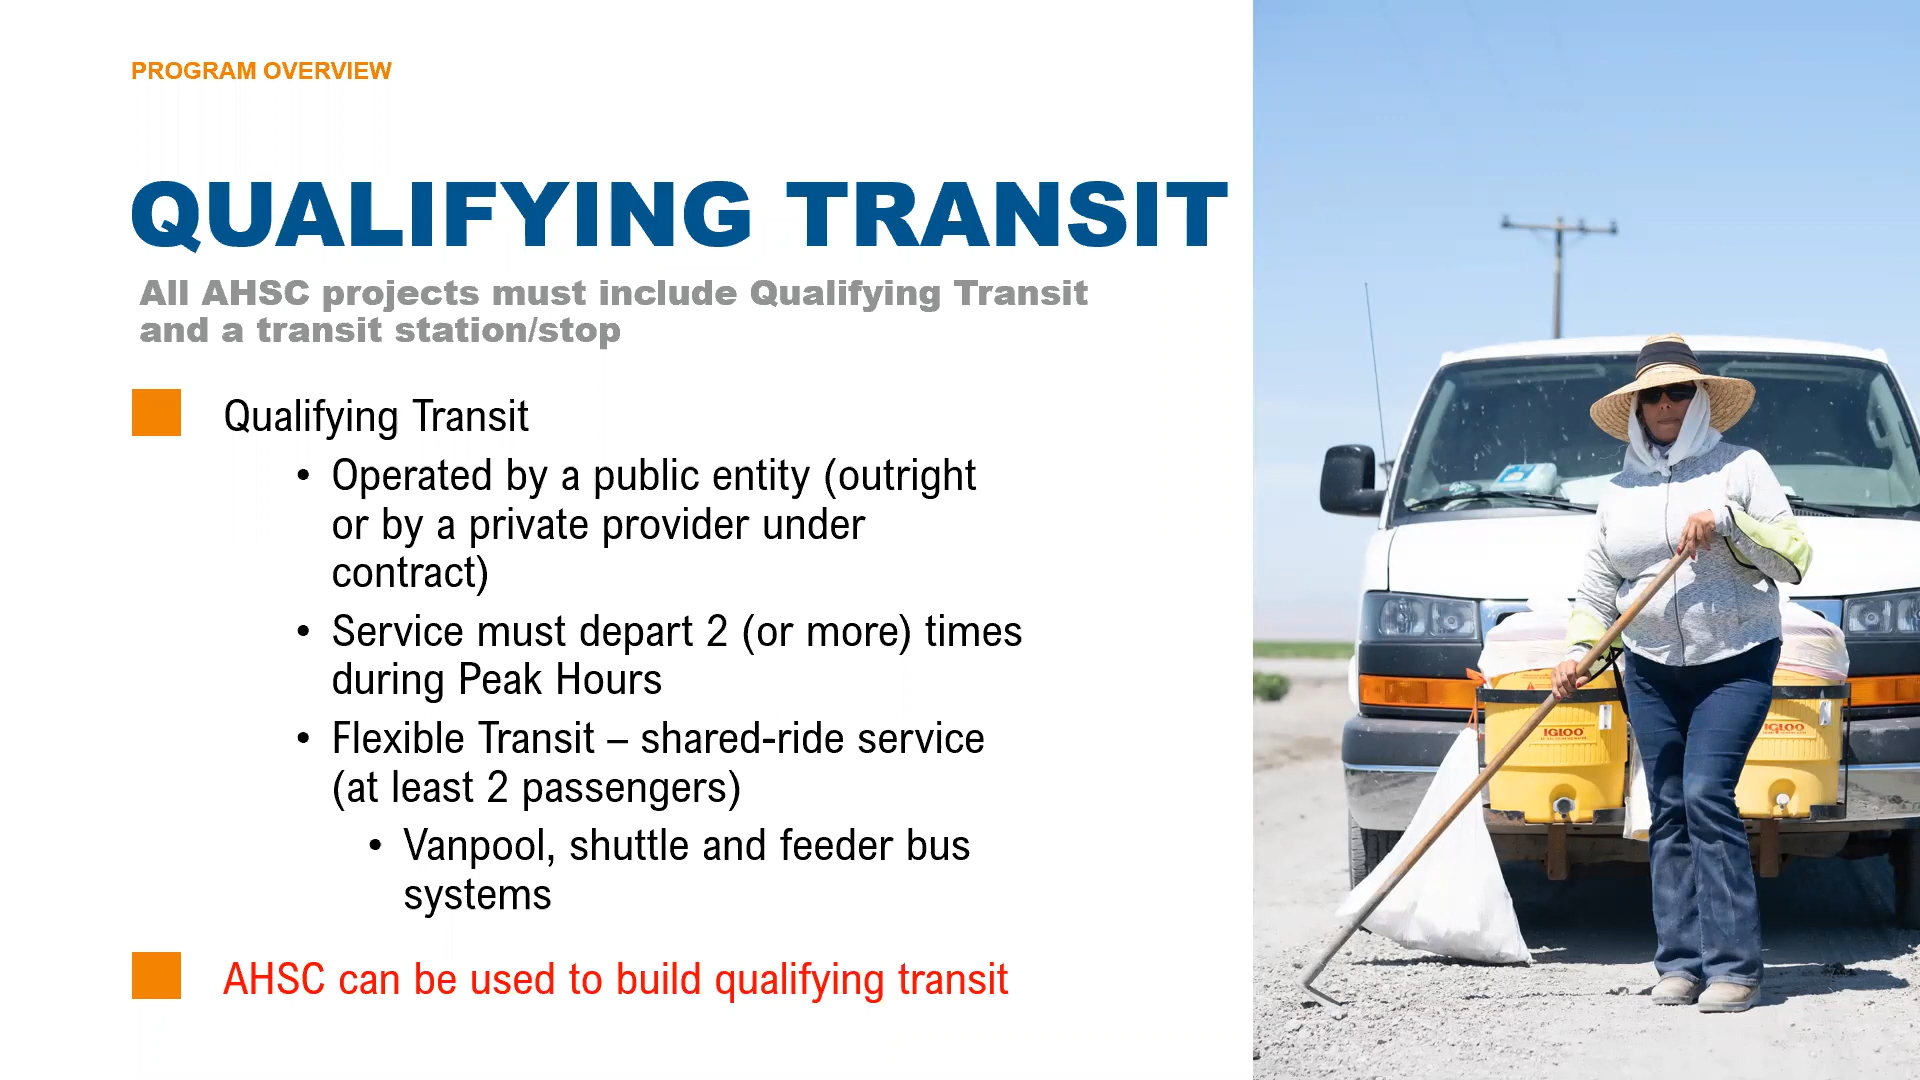 PROGRAM OVERVIEW
QUALIFYING TRANSIT
All AHSC projects must include Qualifying Transit
and a transit station/stop
Qualifying Transit
• Operated by a public entity (outright
or by a private provider under
contract)
• Service must depart 2 (or more) times
during Peak Hours
• Flexible Transit – shared-ride service
(at least 2 passengers)
• Vanpool, shuttle and feeder bus
systems
AHSC can be used to build qualifying transit
IGLOO
IGLOO